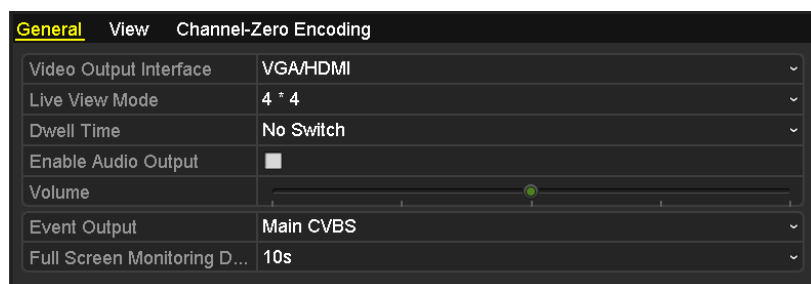 General View Channel-Zero Encoding
Video Output Interface VGA/HDMI
Live View Mode 4 * 4
Dwell Time No Switch
Enable Audio Output
Volume
Event Output Main CVBS
Full Screen Monitoring D... 10s